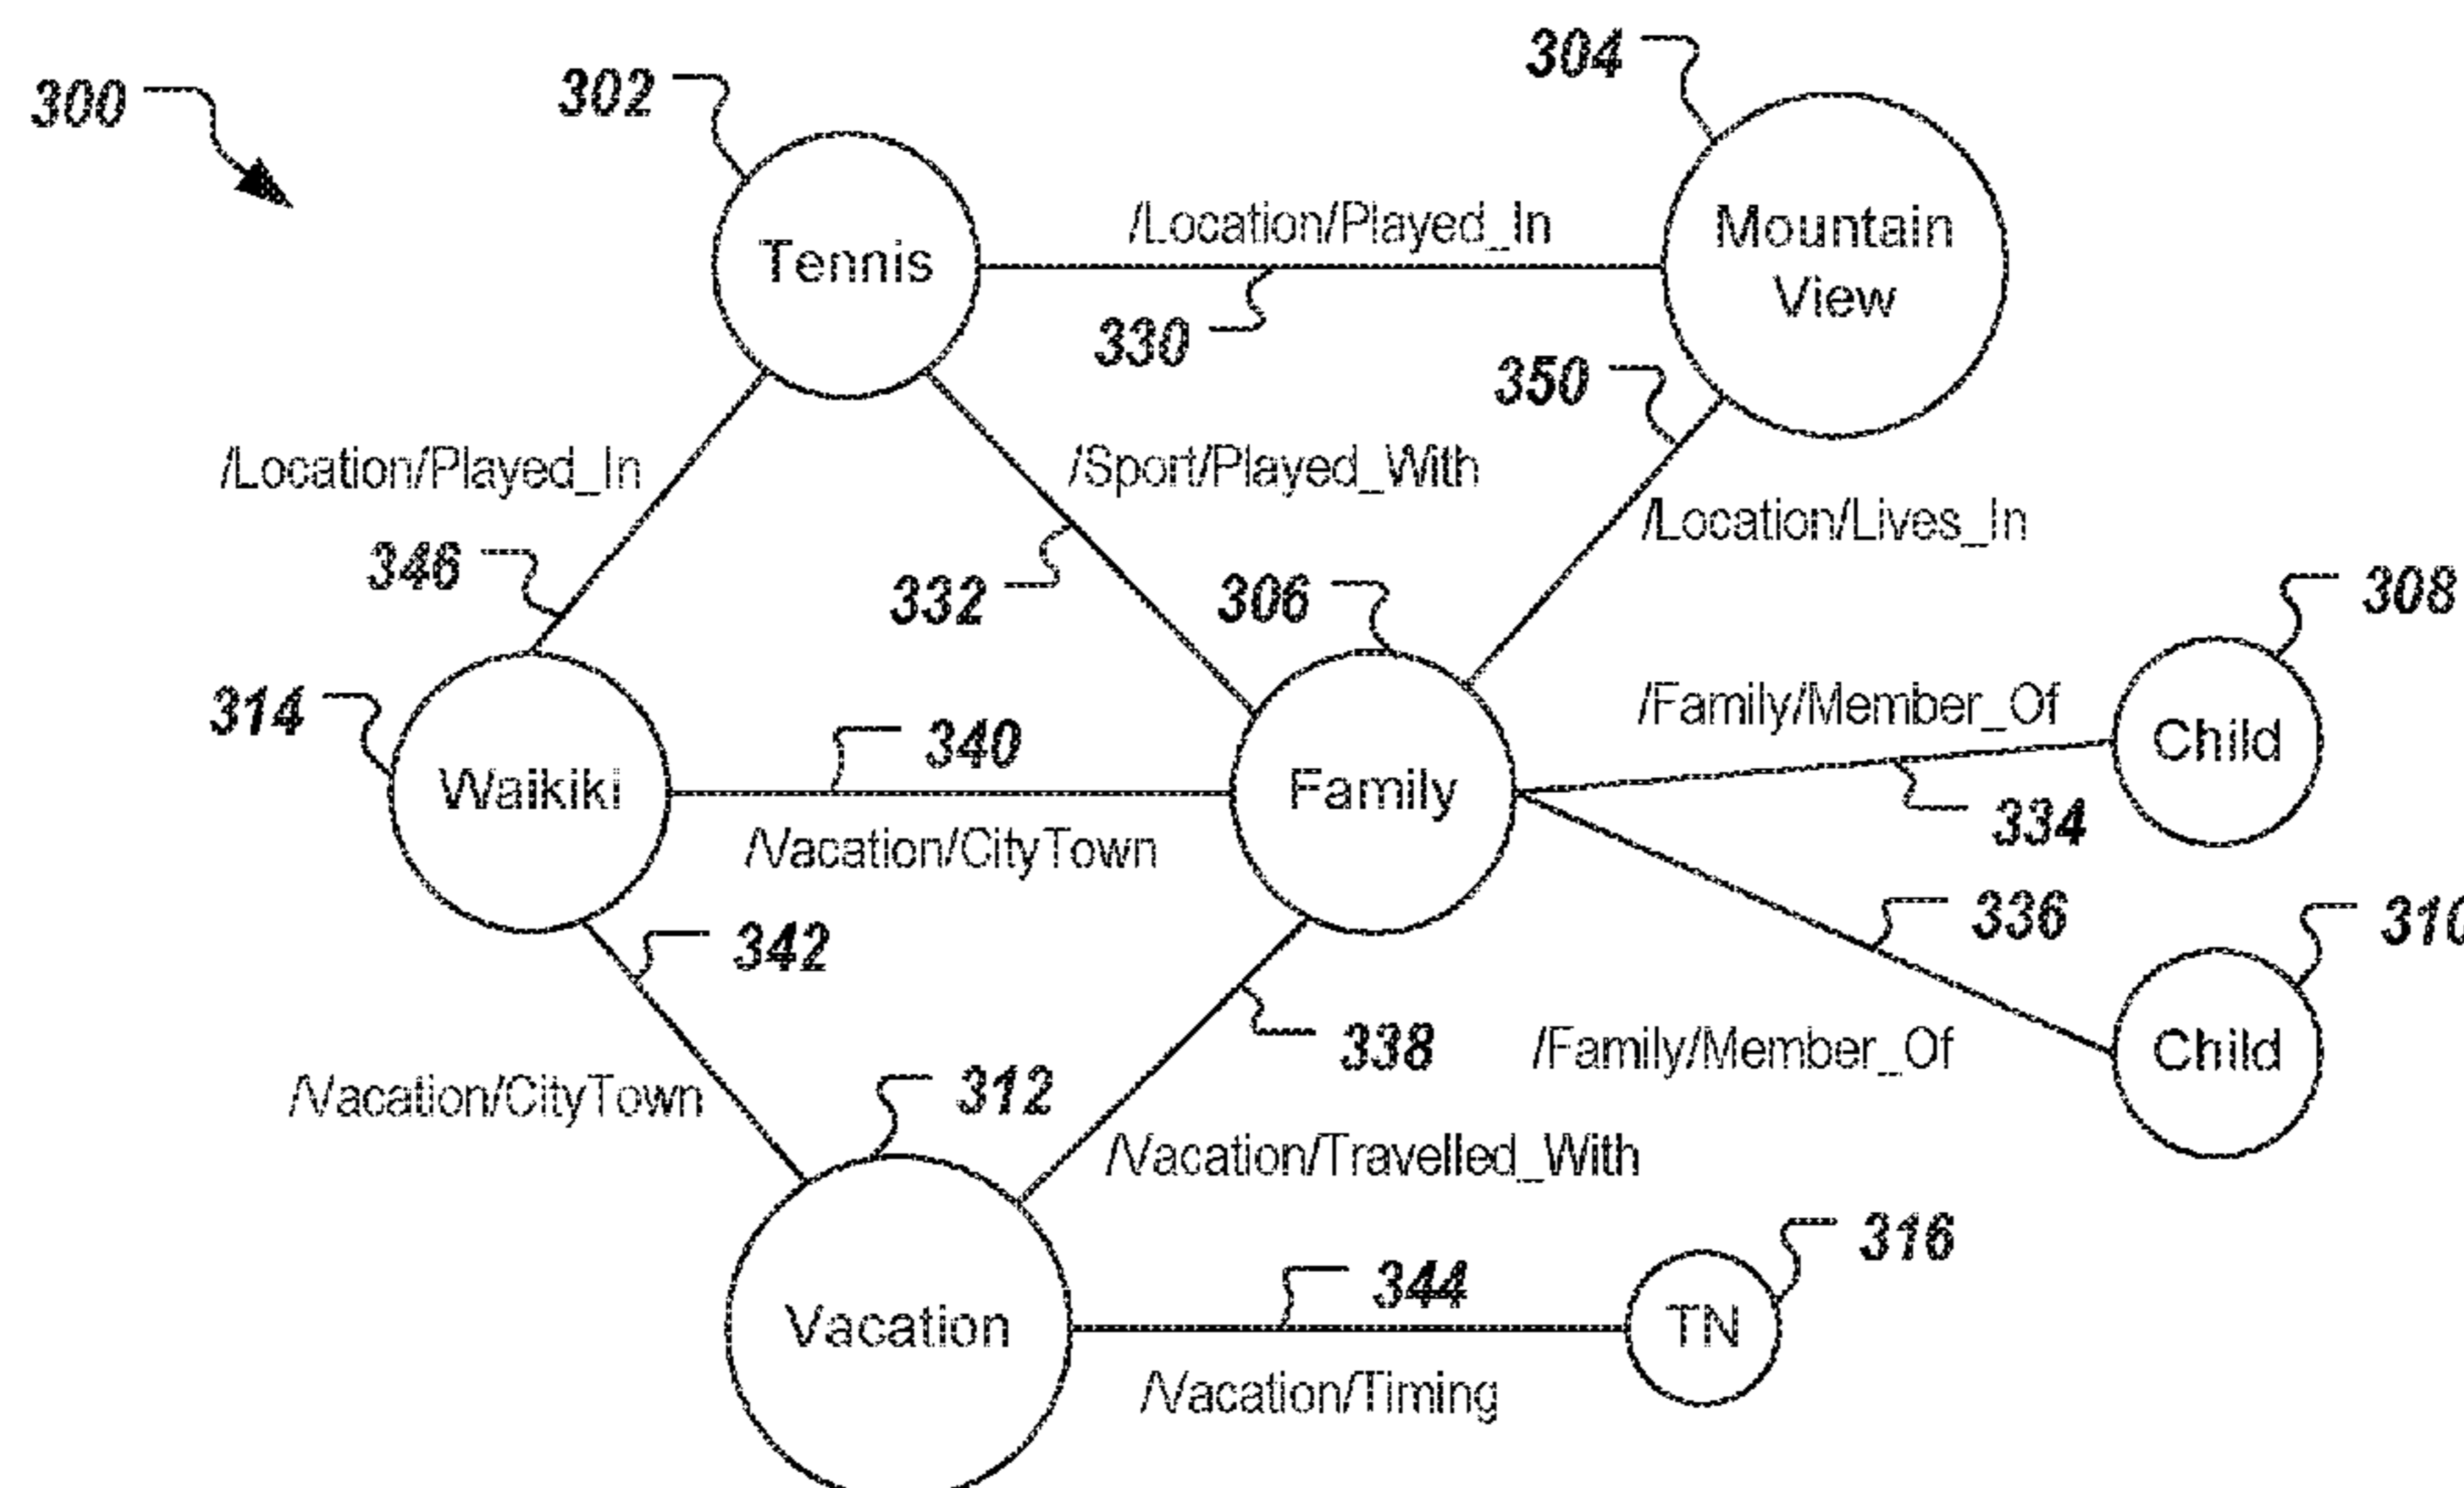 304
300
302
/Location/Played_In
Mountain
View
Tennis
330
350
/Location/Played_In
/Sport/Played_With
/Location/Lives_In
346
332
306
308
314
/Family/Member_Of
340
Child
Waikiki
Family
334
/Vacation/CityTown
336
310
342
338
/Family/Member_Of
Child
/Vacation/CityTown
312
/Vacation/Travelled_With
316
344
Vacation
TN
/Vacation/Timing